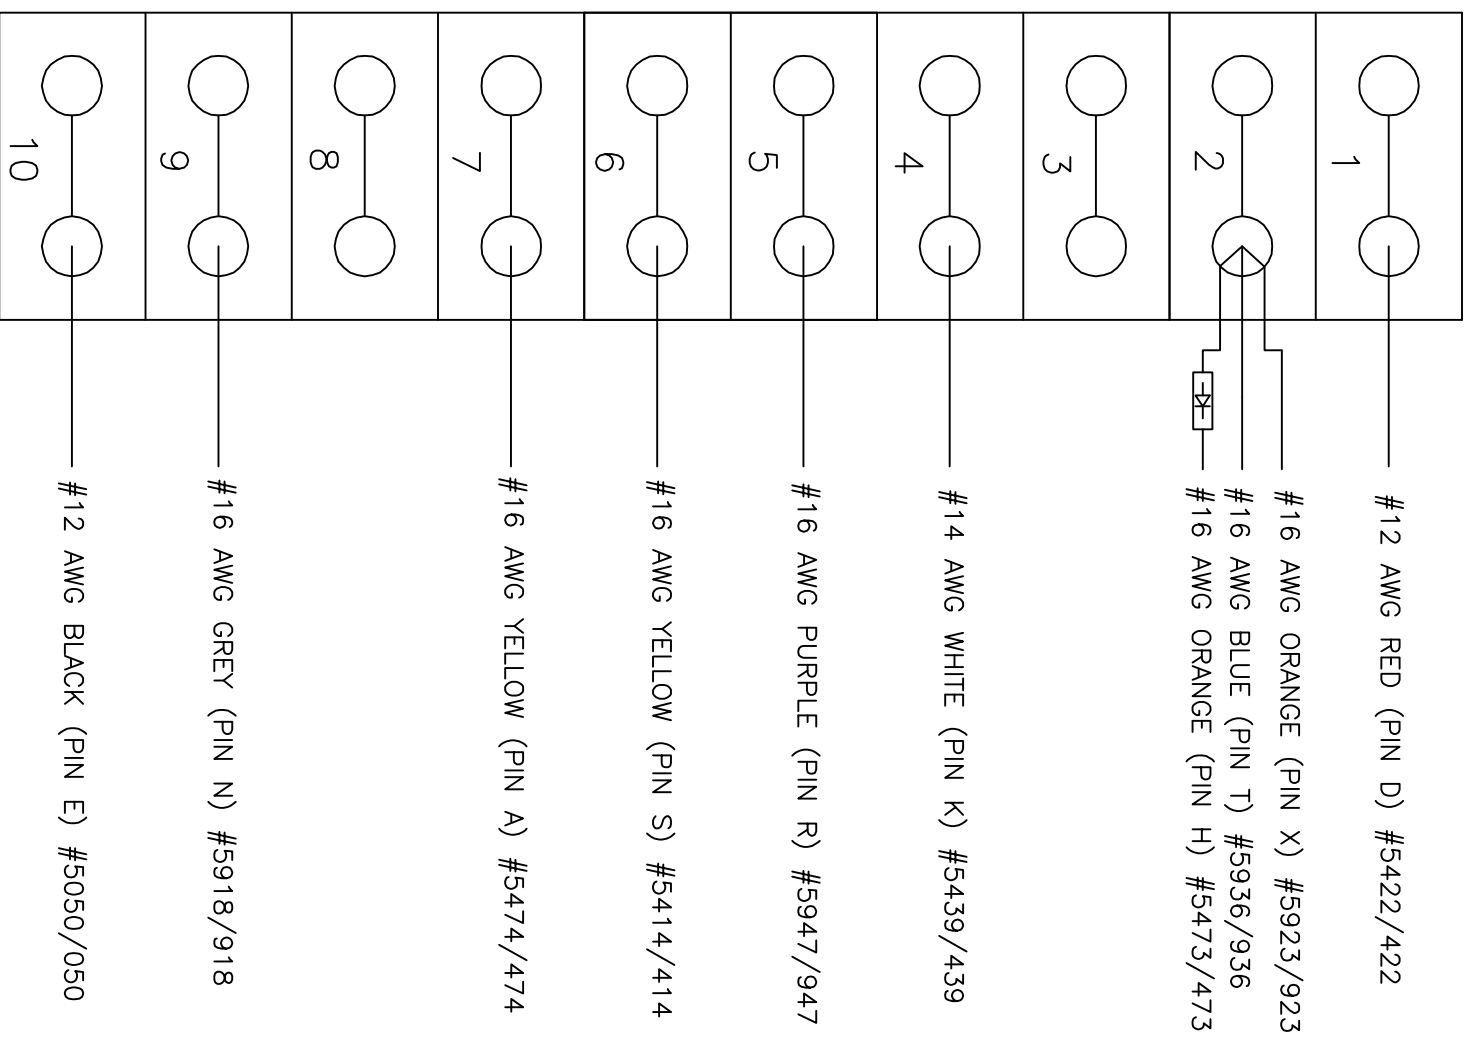 1
#12 AWG RED (PIN D) #5422/422
2
#16 AWG ORANGE (PIN X) #5923/923
#16 AWG BLUE (PIN T) #5936/936
#16 AWG ORANGE (PIN H) #5473/473
3
4
#14 AWG WHITE (PIN K) #5439/439
5
#16 AWG PURPLE (PIN R) #5947/947
6
#16 AWG YELLOW (PIN S) #5414/414
7
#16 AWG YELLOW (PIN A) #5474/474
8
9
#16 AWG GREY (PIN N) #5918/918
10
#12 AWG BLACK (PIN E) #5050/050